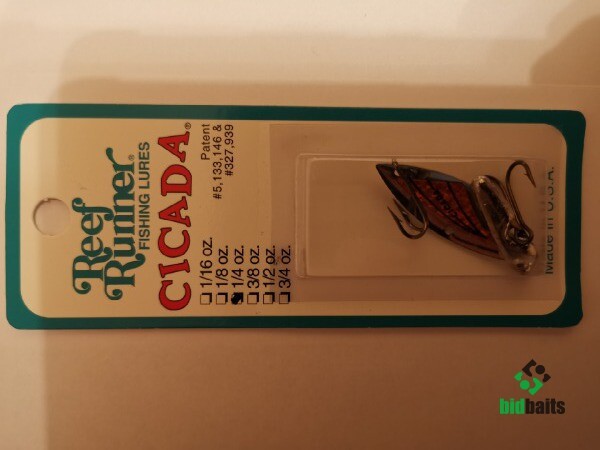 Reef
Runner®
FISHING LURES
CICADA®
Patent
#5,133,146 &
#327,939
1/16 oz.
1/8 oz.
1/4 oz.
3/8 oz.
1/2 oz.
3/4 oz.
Made in U.S.A.
bidbaits